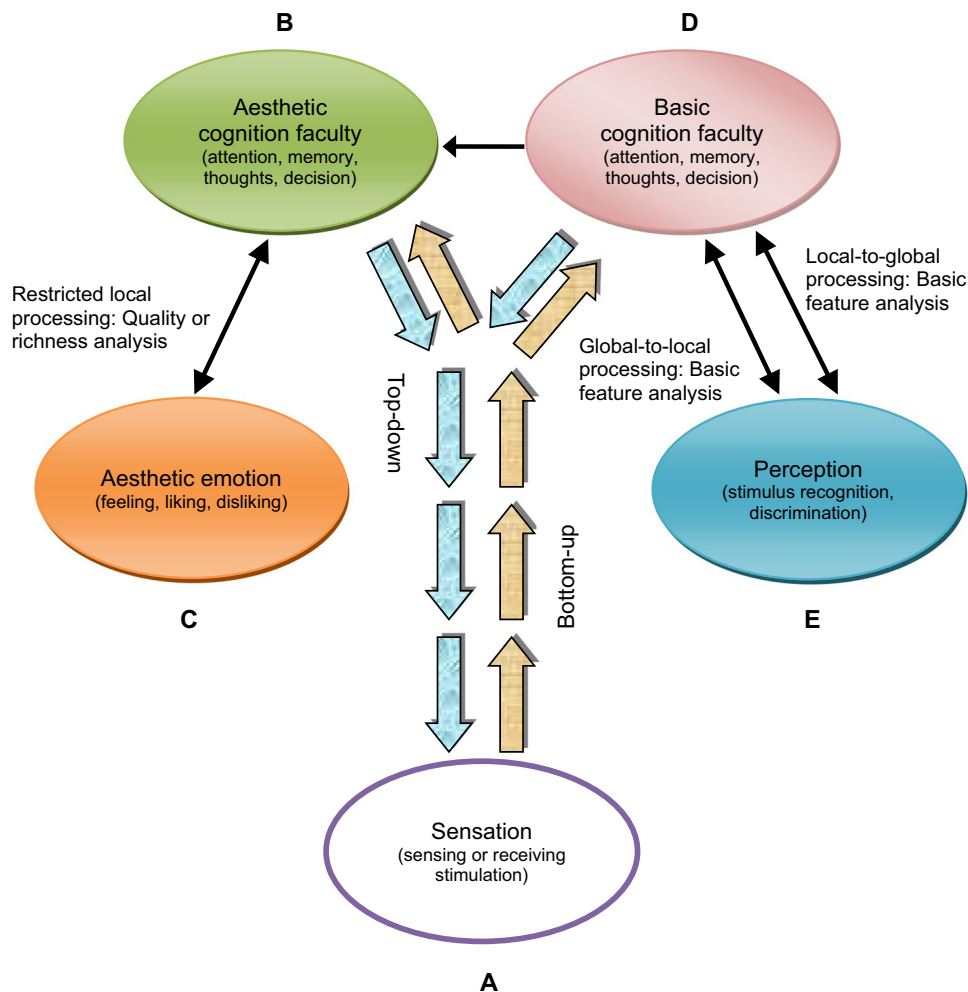 B
D
Aesthetic
cognition faculty
(attention, memory,
thoughts, decision)
Basic
cognition faculty
(attention, memory,
thoughts, decision)
Restricted local
processing: Quality or
richness analysis
Local-to-global
processing: Basic
feature analysis
Global-to-local
processing: Basic
feature analysis
Top-down
Bottom-up
Aesthetic emotion
(feeling, liking, disliking)
Perception
(stimulus recognition,
discrimination)
C
E
Sensation
(sensing or receiving
stimulation)
A